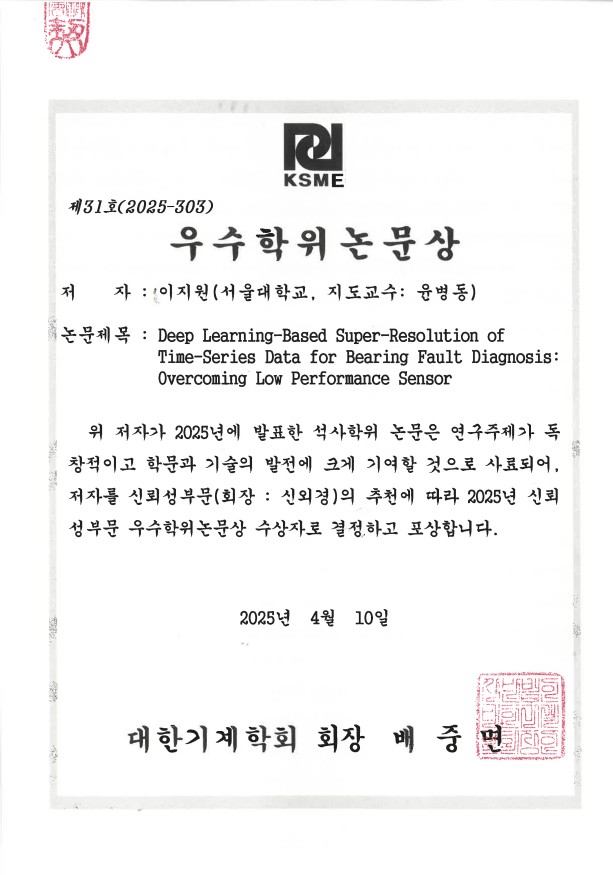 KSME
제31호(2025-303)
우수학위논문상
저 자 : 이지원(서울대학교, 지도교수: 윤병동)
논문제목 : Deep Learning-Based Super-Resolution of
Time-Series Data for Bearing Fault Diagnosis:
Overcoming Low Performance Sensor
위 저자가 2025년에 발표한 석사학위 논문은 연구주제가 독
창적이고 학문과 기술의 발전에 크게 기여할 것으로 사료되어,
저자를 신뢰성부문(회장 : 신외경)의 추천에 따라 2025년 신뢰
성부문 우수학위논문상 수상자로 결정하고 포상합니다.
2025년 4월 10일
대한기계학회 회장 배 중 면